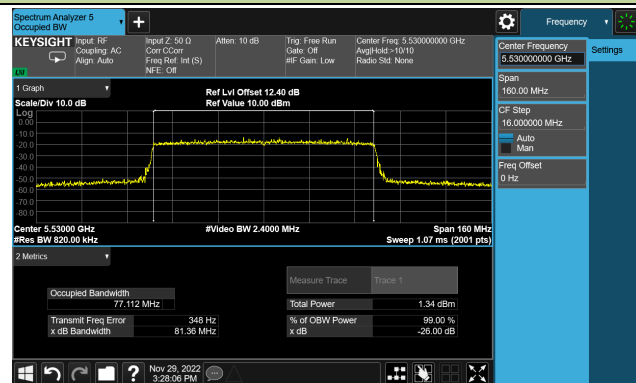 Spectrum Analyzer 5
Occupied BW
+
Frequency
KEYSIGHT
Input: RF
Coupling: AC
Align: Auto
Input Z: 50 Ω
Corr CCorr
Freq Ref: Int (S)
NFE: Off
Atten: 10 dB
Trig: Free Run
Gate: Off
#IF Gain: Low
Center Freq: 5.530000000 GHz
Avg|Hold:>10/10
Radio Std: None
LXI
Center Frequency
5.530000000 GHz
Settings
Span
160.00 MHz
CF Step
16.000000 MHz
Auto
Man
Freq Offset
0 Hz
1 Graph
Scale/Div 10.0 dB
Ref Lvl Offset 12.40 dB
Ref Value 10.00 dBm
Log
0.00
-10.0
-20.0
-30.0
-40.0
-50.0
-60.0
-70.0
-80.0
Center 5.53000 GHz
#Res BW 820.00 kHz
#Video BW 2.4000 MHz
Span 160 MHz
Sweep 1.07 ms (2001 pts)
2 Metrics
Measure Trace
Trace 1
Occupied Bandwidth
77.112 MHz
Total Power
1.34 dBm
Transmit Freq Error
348 Hz
% of OBW Power
99.00 %
x dB Bandwidth
81.36 MHz
x dB
-26.00 dB
?
Nov 29, 2022
3:28:06 PM